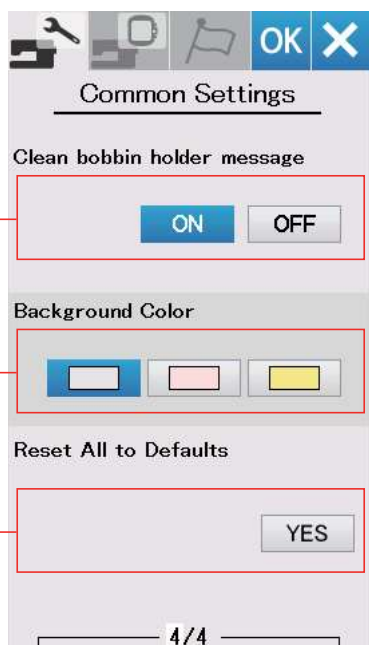 OK
Common Settings
Clean bobbin holder message
ON OFF
Background Color
Reset All to Defaults
YES
4/4